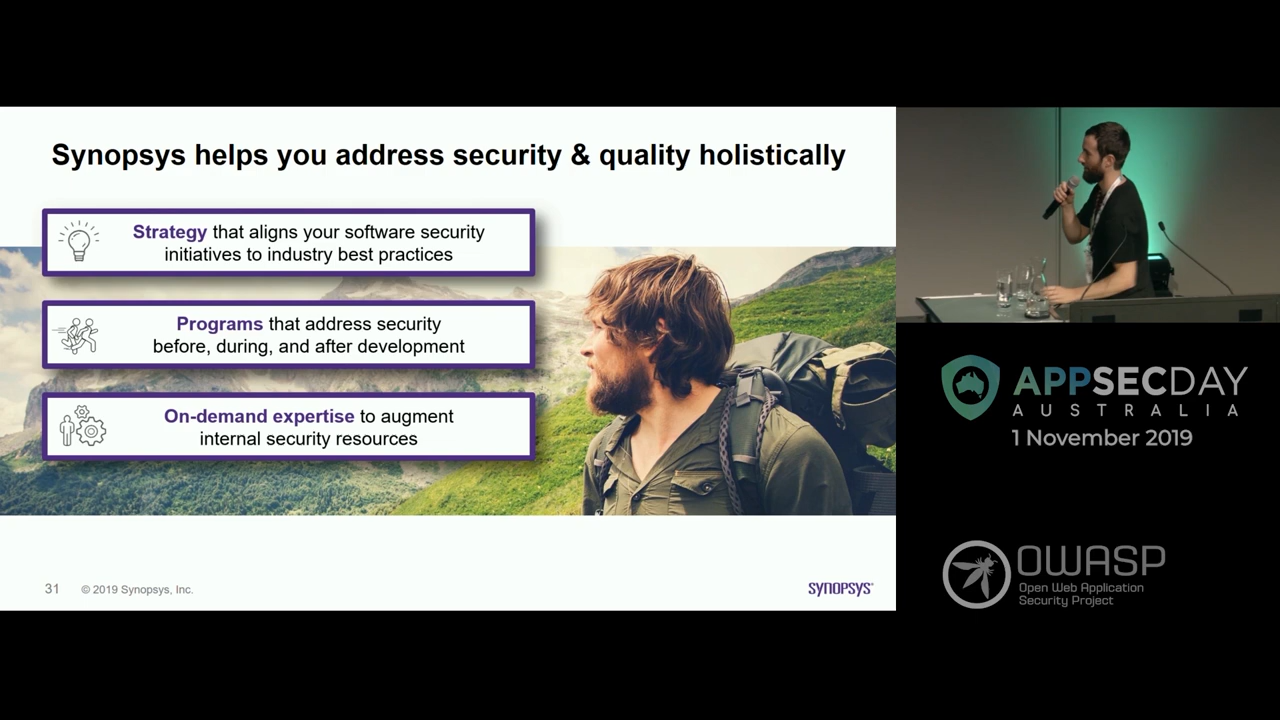 Synopsys helps you address security & quality holistically
Strategy that aligns your software security
initiatives to industry best practices
Programs that address security
before, during, and after development
On-demand expertise to augment
internal security resources
31 © 2019 Synopsys, Inc.
SYNOPSYS®
APPSECDAY
AUSTRALIA
1 November 2019
OWASP
Open Web Application
Security Project